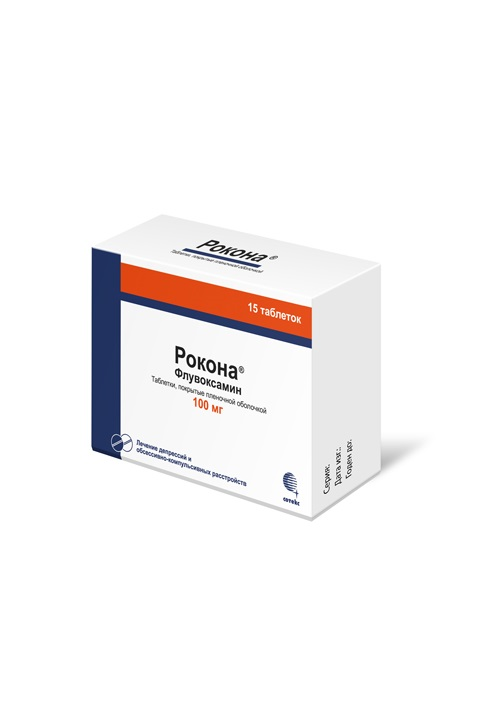 Рокона®
Таблетки, покрытые пленочной оболочкой
15 таблеток
Рокона®
Флувоксамин
Таблетки, покрытые пленочной оболочкой
100 мг
Лечение депрессий и
обсессивно-компульсивных расстройств
сотекс
Серия:
Дата изг.:
Годен до: